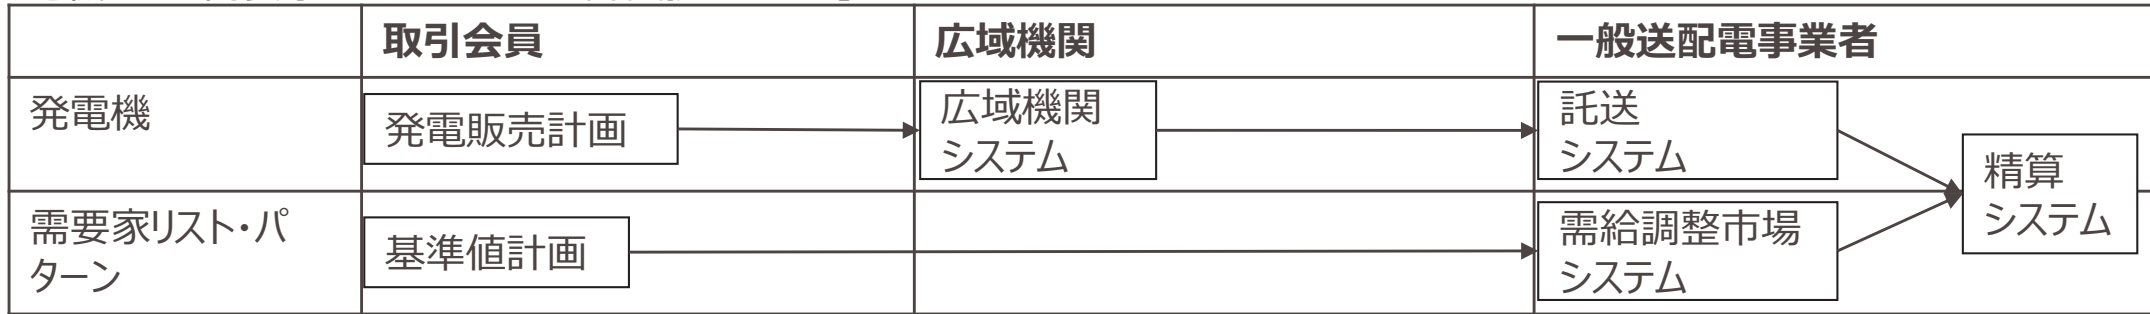 取引会員
広域機関
一般送配電事業者
発電機
発電販売計画
広域機関
システム
託送
システム
精算
システム
需要家リスト・パ
ターン
基準値計画
需給調整市場
システム